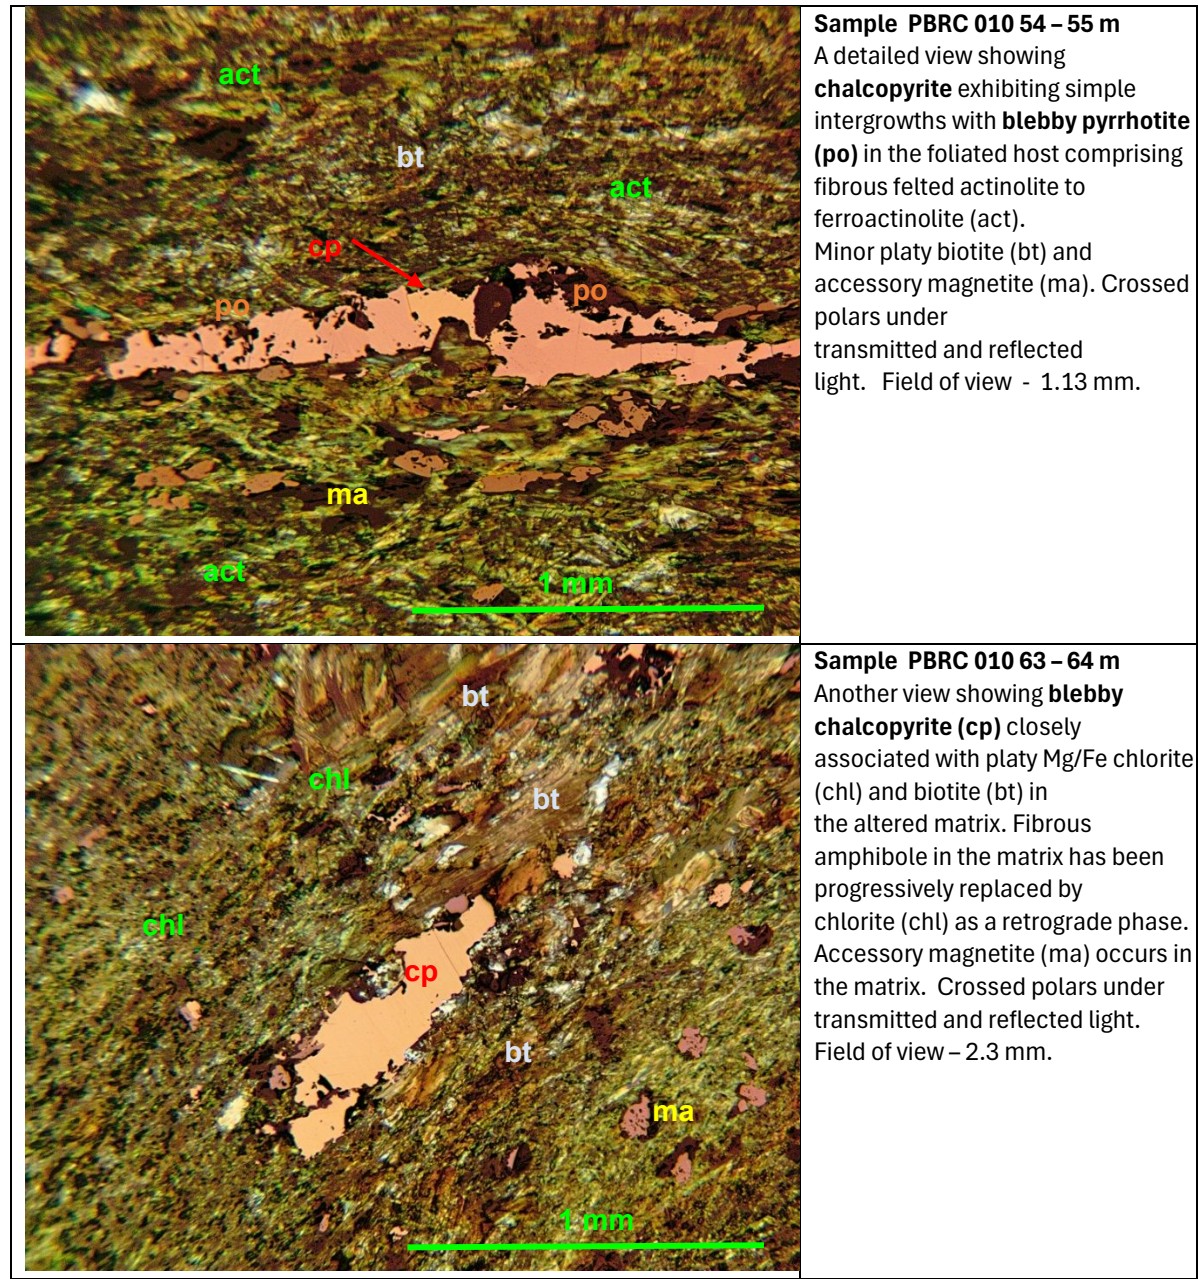 act
bt
act
cp
po
po
ma
act
1 mm
Sample PBRC 010 54 – 55 m
A detailed view showing
chalcopyrite exhibiting simple
intergrowths with blebby pyrrhotite
(po) in the foliated host comprising
fibrous felted actinolite to
ferroactinolite (act).
Minor platy biotite (bt) and
accessory magnetite (ma). Crossed
polars under
transmitted and reflected
light. Field of view - 1.13 mm.
bt
chl
bt
chl
cp
bt
ma
1 mm
Sample PBRC 010 63 – 64 m
Another view showing blebby
chalcopyrite (cp) closely
associated with platy Mg/Fe chlorite
(chl) and biotite (bt) in
the altered matrix. Fibrous
amphibole in the matrix has been
progressively replaced by
chlorite (chl) as a retrograde phase.
Accessory magnetite (ma) occurs in
the matrix. Crossed polars under
transmitted and reflected light.
Field of view – 2.3 mm.